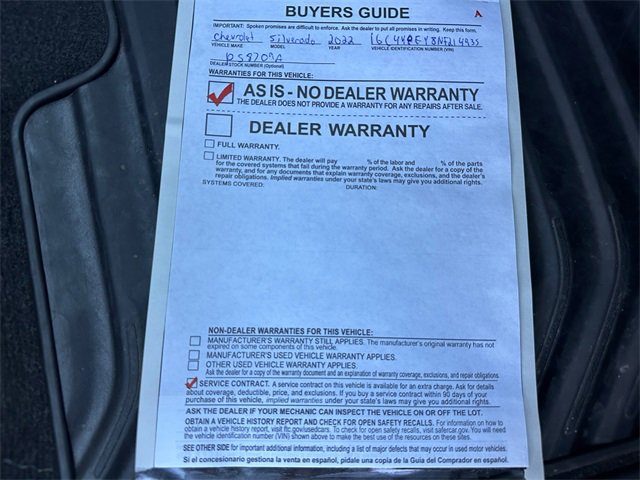 BUYERS GUIDE
A
IMPORTANT: Spoken promises are difficult to enforce. Ask the dealer to put all promises in writing. Keep this form.
Chevrolet Silverado 2022
VEHICLE MAKE MODEL YEAR VEHICLE IDENTIFICATION NUMBER (VIN)
DEALER STOCK NUMBER (Optional)
WARRANTIES FOR THIS VEHICLE:
AS IS - NO DEALER WARRANTY
THE DEALER DOES NOT PROVIDE A WARRANTY FOR ANY REPAIRS AFTER SALE.
DEALER WARRANTY
FULL WARRANTY.
LIMITED WARRANTY. The dealer will pay % of the labor and % of the parts
for the covered systems that fail during the warranty period. Ask the dealer for a copy of the
warranty, and for any documents that explain warranty coverage, exclusions, and the dealer's
repair obligations. Implied warranties under your state's laws may give you additional rights.
SYSTEMS COVERED: DURATION:
NON-DEALER WARRANTIES FOR THIS VEHICLE:
MANUFACTURER'S WARRANTY STILL APPLIES. The manufacturer's original warranty has not
expired on some components of this vehicle.
MANUFACTURER'S USED VEHICLE WARRANTY APPLIES.
OTHER USED VEHICLE WARRANTY APPLIES.
Ask the dealer for a copy of the warranty document and an explanation of warranty coverage, exclusions, and repair obligations
SERVICE CONTRACT. A service contract on this vehicle is available for an extra charge. Ask for details
about coverage, deductible, price, and exclusions. If you buy a service contract within 90 days of your
purchase of this vehicle, implied warranties under your state's laws may give you additional rights.
ASK THE DEALER IF YOUR MECHANIC CAN INSPECT THE VEHICLE ON OR OFF THE LOT.
OBTAIN A VEHICLE HISTORY REPORT AND CHECK FOR OPEN SAFETY RECALLS. For information on how to
obtain a vehicle history report, visit ftc.gov/usedcars. To check for open safety recalls, visit safercar.gov. You will need
the vehicle identification number (VIN) shown above to make the best use of the resources on these sites.
SEE OTHER SIDE for important additional information, including a list of major defects that may occur in used motor vehicles.
Si el concesionario gestiona la venta en español, pídale una copia de la Guía del Comprador en español.